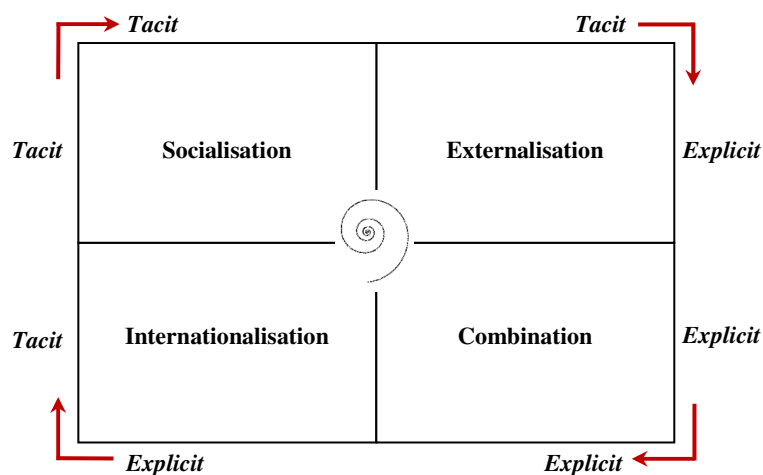 Tacit Tacit
Tacit Socialisation Externalisation Explicit
Tacit Internationalisation Combination Explicit
Explicit Explicit